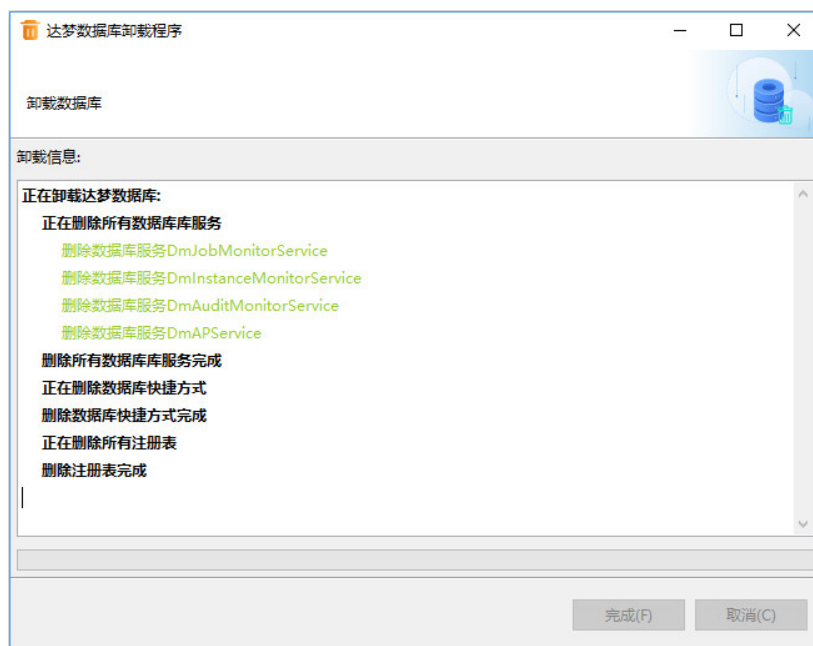 达梦数据库卸载程序
卸载数据库
卸载信息:
正在卸载达梦数据库:
正在删除所有数据库库服务
删除数据库服务DmJobMonitorService
删除数据库服务DmInstanceMonitorService
删除数据库服务DmAuditMonitorService
删除数据库服务DmAPService
删除所有数据库库服务完成
正在删除数据库快捷方式
删除数据库快捷方式完成
正在删除所有注册表
删除注册表完成
完成(F) 取消(C)